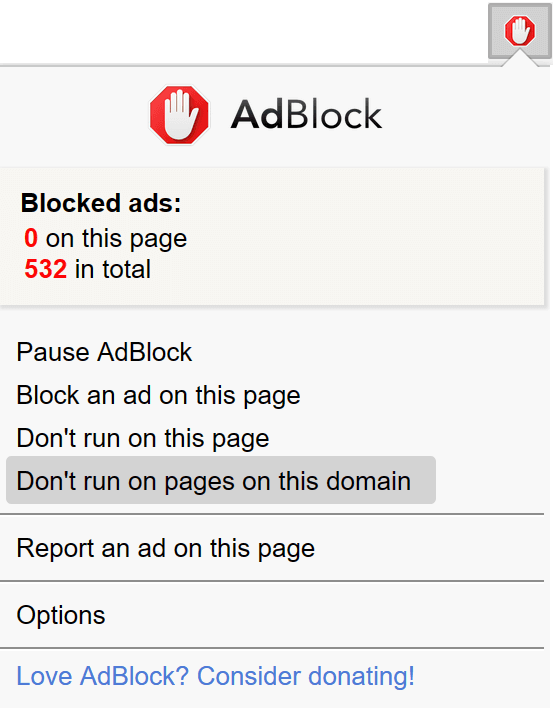 AdBlock
Blocked ads:
0 on this page
532 in total
Pause AdBlock
Block an ad on this page
Don't run on this page
Don't run on pages on this domain
Report an ad on this page
Options
Love AdBlock? Consider donating!